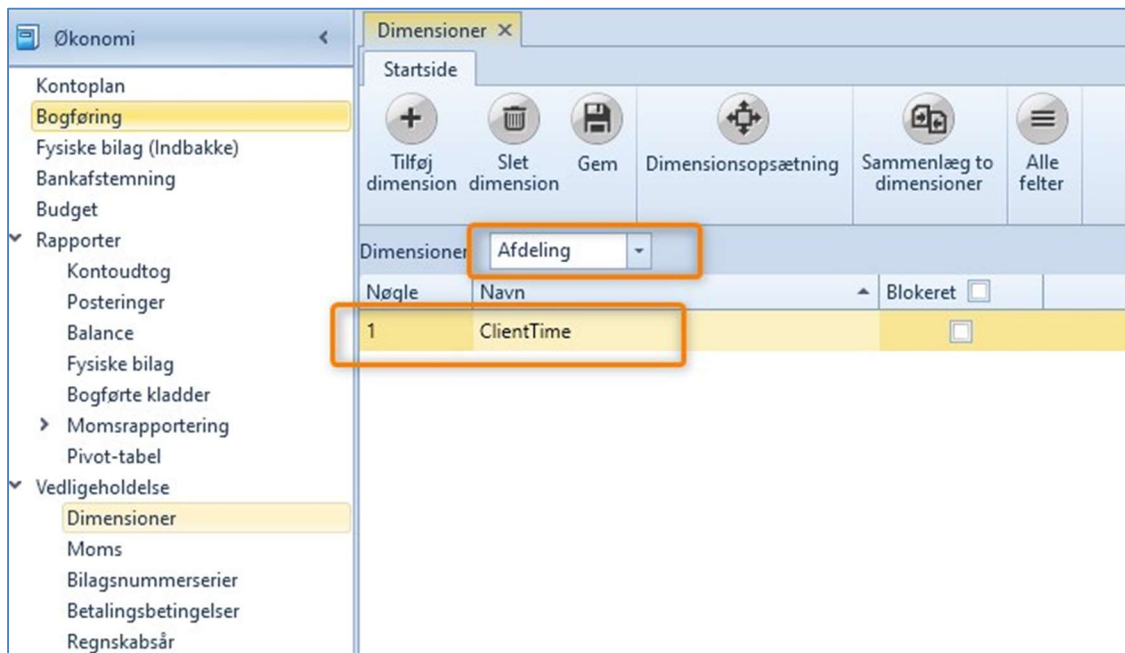 Økonomi
Kontoplan
Bogføring
Fysiske bilag (Indbakke)
Bankafstemning
Budget
Rapporter
Kontoudtog
Posteringer
Balance
Fysiske bilag
Bogførte kladder
Momsrapportering
Pivot-tabel
Vedligeholdelse
Dimensioner
Moms
Bilagsnummerserier
Betalingsbetingelser
Regnskabsår
Dimensioner
Startside
Tilføj
dimension
Slet
dimension
Gem
Dimensionsopsætning
Sammenlæg to
dimensioner
Alle
felter
Dimensioner Afdeling
Nøgle Navn Blokeret
1 ClientTime